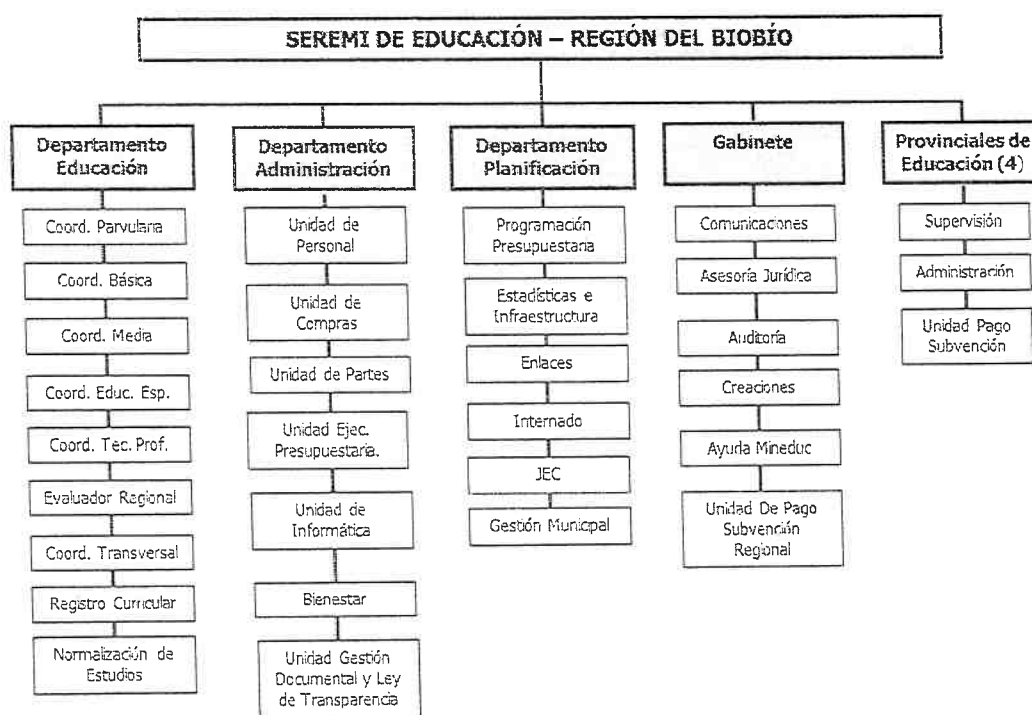 SEREMI DE EDUCACIÓN – REGIÓN DEL BIOBÍO
Departamento
Educación
Coord. Parvularia
Coord. Básica
Coord. Media
Coord. Educ. Esp.
Coord. Tec. Prof.
Evaluador Regional
Coord. Transversal
Registro Curricular
Normalización de
Estudios
Departamento
Administración
Unidad de
Personal
Unidad de
Compras
Unidad de Partes
Unidad Ejec.
Presupuestaria.
Unidad de
Informática
Bienestar
Unidad Gestión
Documental y Ley
de Transparencia
Departamento
Planificación
Programación
Presupuestaria
Estadísticas e
Infraestructura
Enlaces
Internado
JEC
Gestión Municipal
Gabinete
Comunicaciones
Asesoría Jurídica
Auditoría
Creaciones
Ayuda Mineduc
Unidad De Pago
Subvención
Regional
Provinciales de
Educación (4)
Supervisión
Administración
Unidad Pago
Subvención